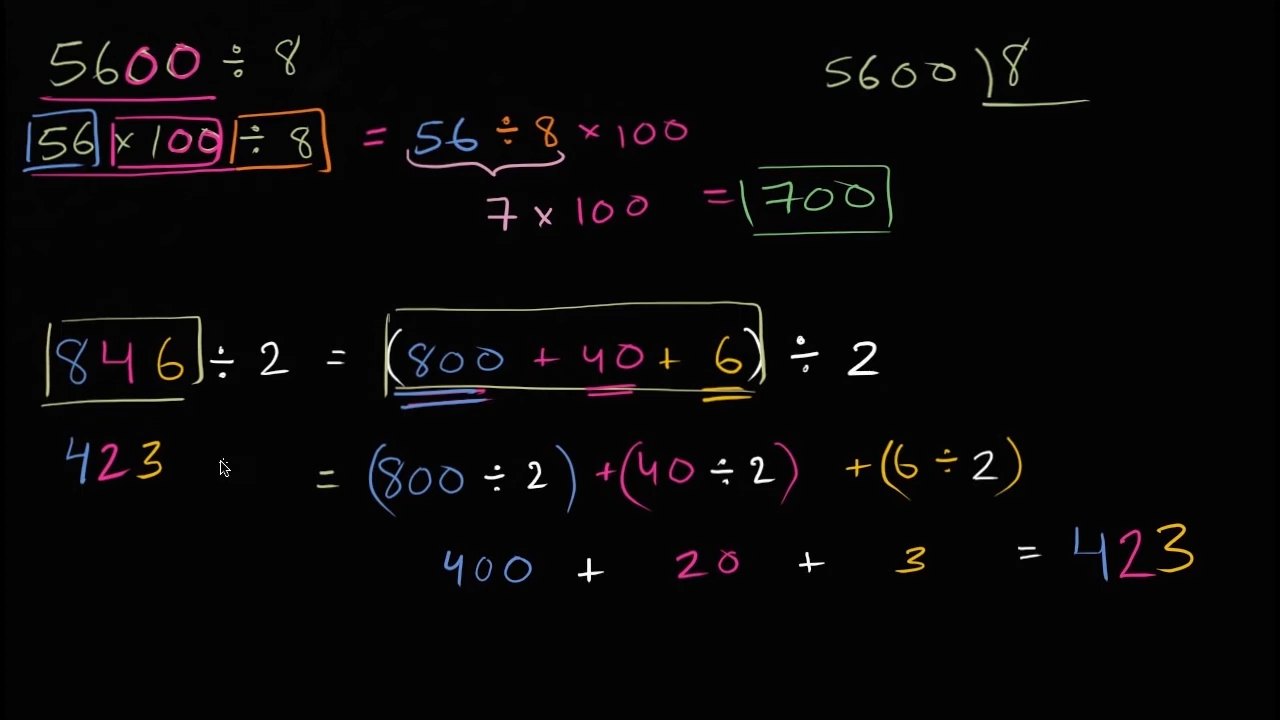 5600 ÷ 8
5600 ) 8
56 × 100 ÷ 8 = 56 ÷ 8 × 100
7 × 100 = 700
846 ÷ 2 = (800 + 40 + 6) ÷ 2
423 = (800 ÷ 2) + (40 ÷ 2) + (6 ÷ 2)
400 + 20 + 3 = 423